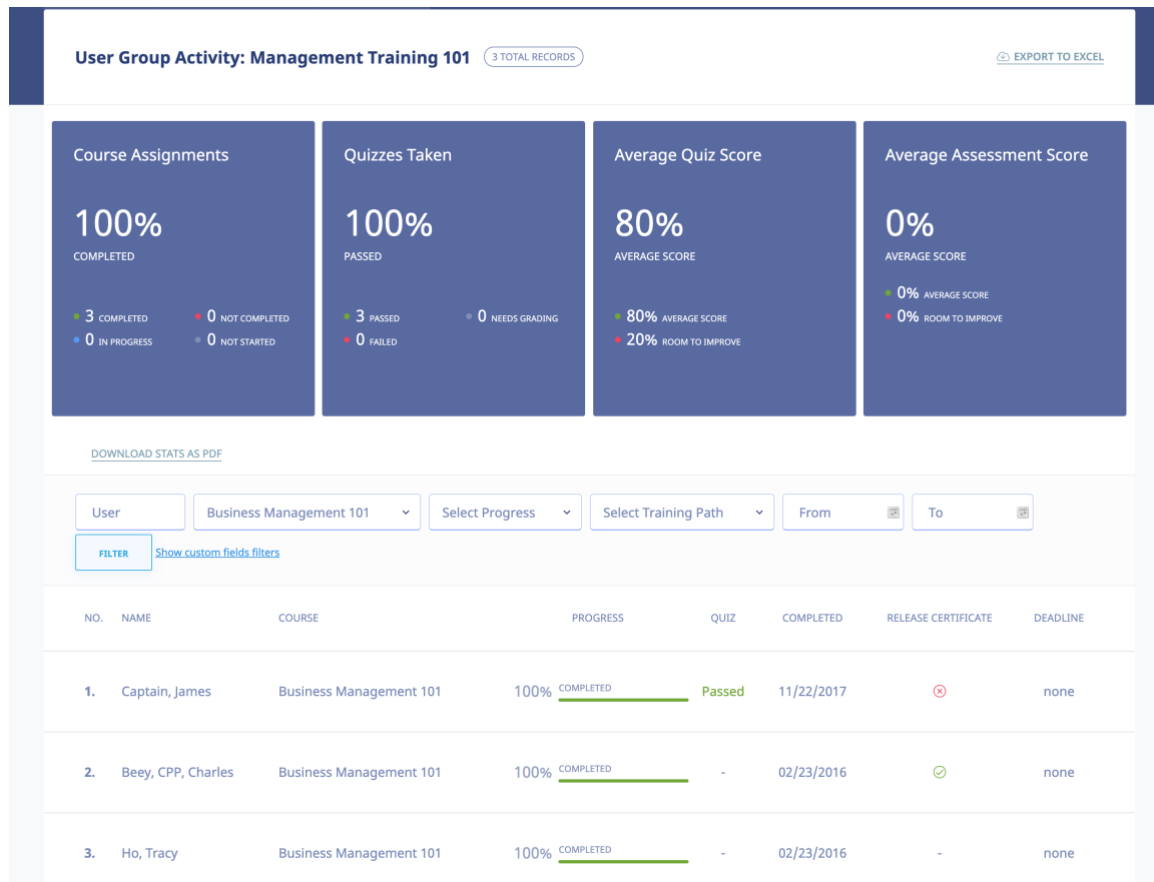 User Group Activity: Management Training 101 3 TOTAL RECORDS EXPORT TO EXCEL
Course Assignments
100%
COMPLETED
3 COMPLETED 0 NOT COMPLETED
0 IN PROGRESS 0 NOT STARTED
Quizzes Taken
100%
PASSED
3 PASSED 0 NEEDS GRADING
0 FAILED
Average Quiz Score
80%
AVERAGE SCORE
80% AVERAGE SCORE
20% ROOM TO IMPROVE
Average Assessment Score
0%
AVERAGE SCORE
0% AVERAGE SCORE
0% ROOM TO IMPROVE
DOWNLOAD STATS AS PDF
User Business Management 101 Select Progress Select Training Path From To
FILTER Show custom fields filters
NO. NAME COURSE PROGRESS QUIZ COMPLETED RELEASE CERTIFICATE DEADLINE
1. Captain, James Business Management 101 100% COMPLETED Passed 11/22/2017 none
2. Beey, CPP, Charles Business Management 101 100% COMPLETED - 02/23/2016 none
3. Ho, Tracy Business Management 101 100% COMPLETED - 02/23/2016 - none